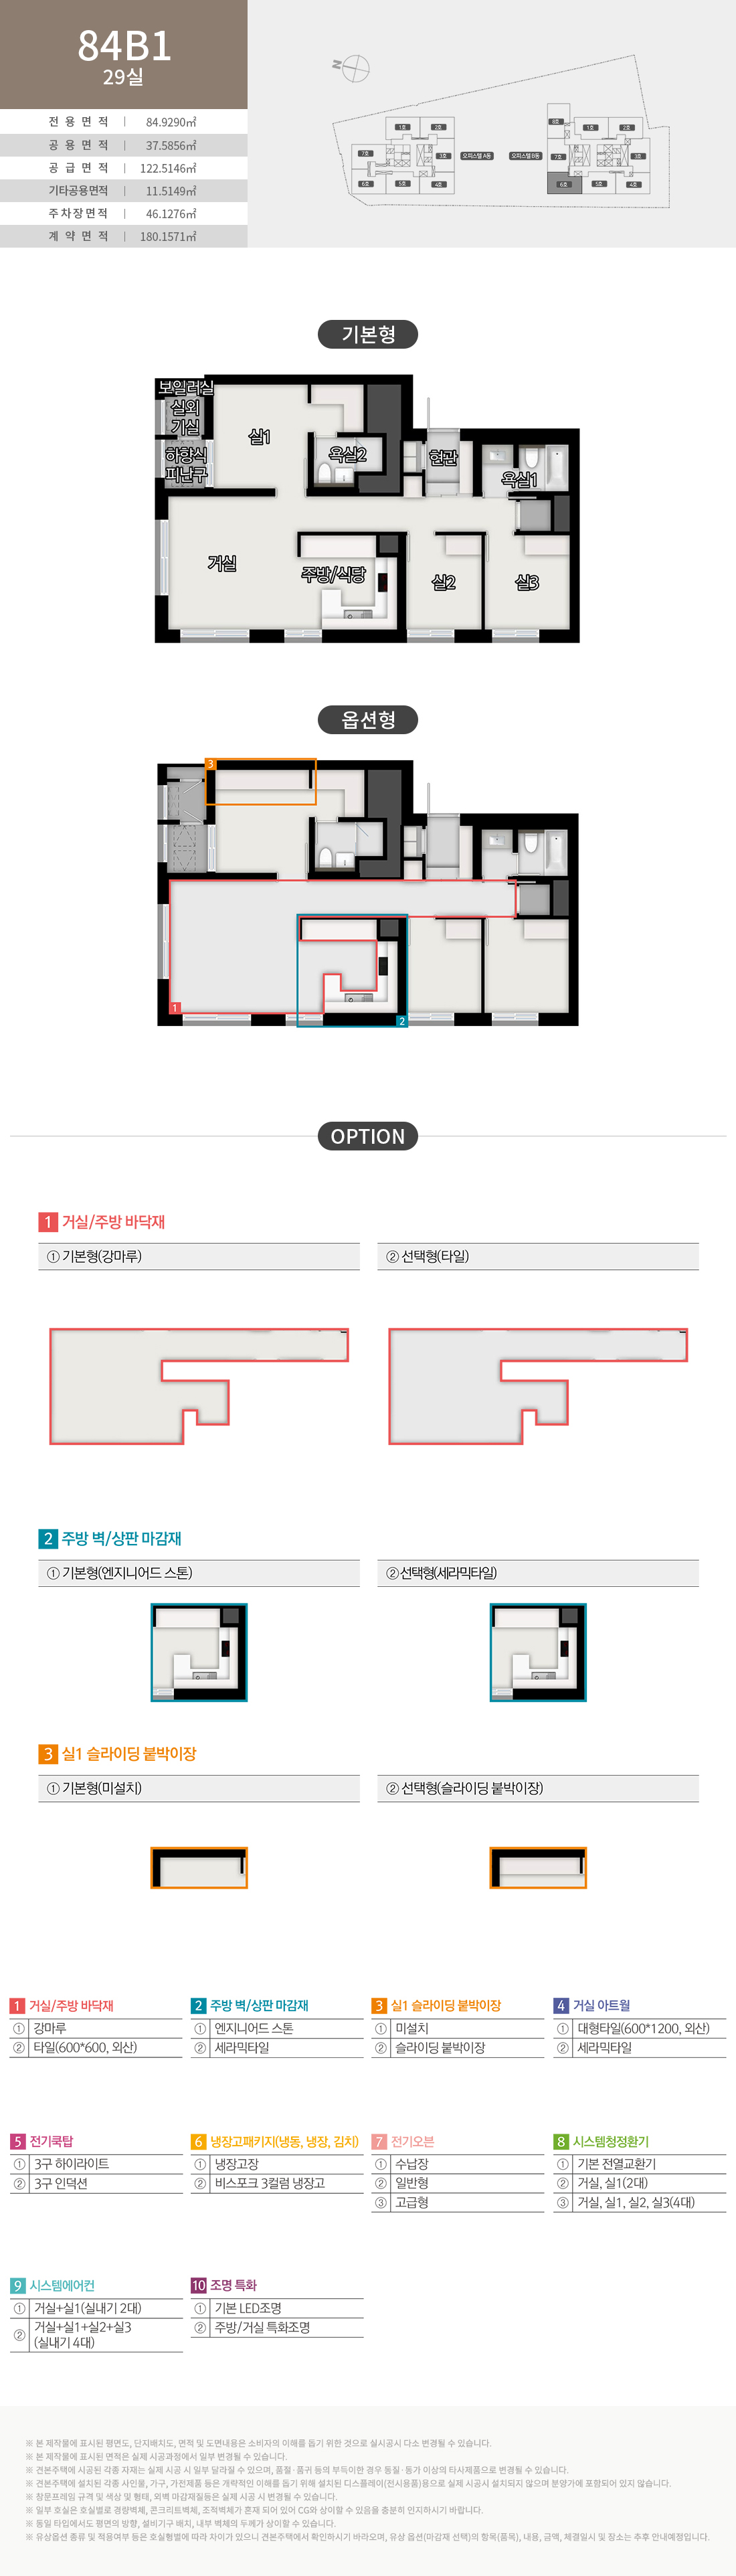 84B1
29실
전용면적 | 84.9290㎡
공용면적 | 37.5856㎡
공급면적 | 122.5146㎡
기타공용면적 | 11.5149㎡
주차장면적 | 46.1276㎡
계약면적 | 180.1571㎡
N
1호 2호
7호 3호
6호 5호 4호
오피스텔 A동 오피스텔 B동
8호 1호 2호
7호 3호
6호 5호 4호
기본형
보일러실
실외
기실
하향식
피난구
실1
욕실2
현관
욕실1
거실
주방/식당
실2
실3
옵션형
3
1
2
OPTION
1 거실/주방 바닥재
① 기본형(강마루)
② 선택형(타일)
2 주방 벽/상판 마감재
① 기본형(엔지니어드 스톤)
② 선택형(세라믹타일)
3 실1 슬라이딩 붙박이장
① 기본형(미설치)
② 선택형(슬라이딩 붙박이장)
1 거실/주방 바닥재
① 강마루
② 타일(600*600, 외산)
2 주방 벽/상판 마감재
① 엔지니어드 스톤
② 세라믹타일
3 실1 슬라이딩 붙박이장
① 미설치
② 슬라이딩 붙박이장
4 거실 아트월
① 대형타일(600*1200, 외산)
② 세라믹타일
5 전기쿡탑
① 3구 하이라이트
② 3구 인덕션
6 냉장고패키지(냉동, 냉장, 김치)
① 냉장고장
② 비스포크 3컬럼 냉장고
7 전기오븐
① 수납장
② 일반형
③ 고급형
8 시스템청정환기
① 기본 전열교환기
② 거실, 실1(2대)
③ 거실, 실1, 실2, 실3(4대)
9 시스템에어컨
① 거실+실1(실내기 2대)
② 거실+실1+실2+실3
(실내기 4대)
10 조명 특화
① 기본 LED조명
② 주방/거실 특화조명
※ 본 제작물에 표시된 평면도, 단지배치도, 면적 및 도면내용은 소비자의 이해를 돕기 위한 것으로 실시공시 다소 변경될 수 있습니다.
※ 본 제작물에 표시된 면적은 실제 시공과정에서 일부 변경될 수 있습니다.
※ 견본주택에 시공된 각종 자재는 실제 시공 시 일부 달라질 수 있으며, 품절·품귀 등의 부득이한 경우 동질·동가 이상의 타사제품으로 변경될 수 있습니다.
※ 견본주택에 설치된 각종 사인물, 가구, 가전제품 등은 개략적인 이해를 돕기 위해 설치된 디스플레이(전시용품)용으로 실제 시공시 설치되지 않으며 분양가에 포함되어 있지 않습니다.
※ 창문프레임 규격 및 색상 및 형태, 외벽 마감재질등은 실제 시공 시 변경될 수 있습니다.
※ 일부 호실은 호실별로 경량벽체, 콘크리트벽체, 조적벽체가 혼재 되어 있어 CG와 상이할 수 있음을 충분히 인지하시기 바랍니다.
※ 동일 타입에서도 평면의 방향, 설비기구 배치, 내부 벽체의 두께가 상이할 수 있습니다.
※ 유상옵션 종류 및 적용여부 등은 호실형별에 따라 차이가 있으니 견본주택에서 확인하시기 바라오며, 유상 옵션(마감재 선택)의 항목(품목), 내용, 금액, 체결일시 및 장소는 추후 안내예정입니다.